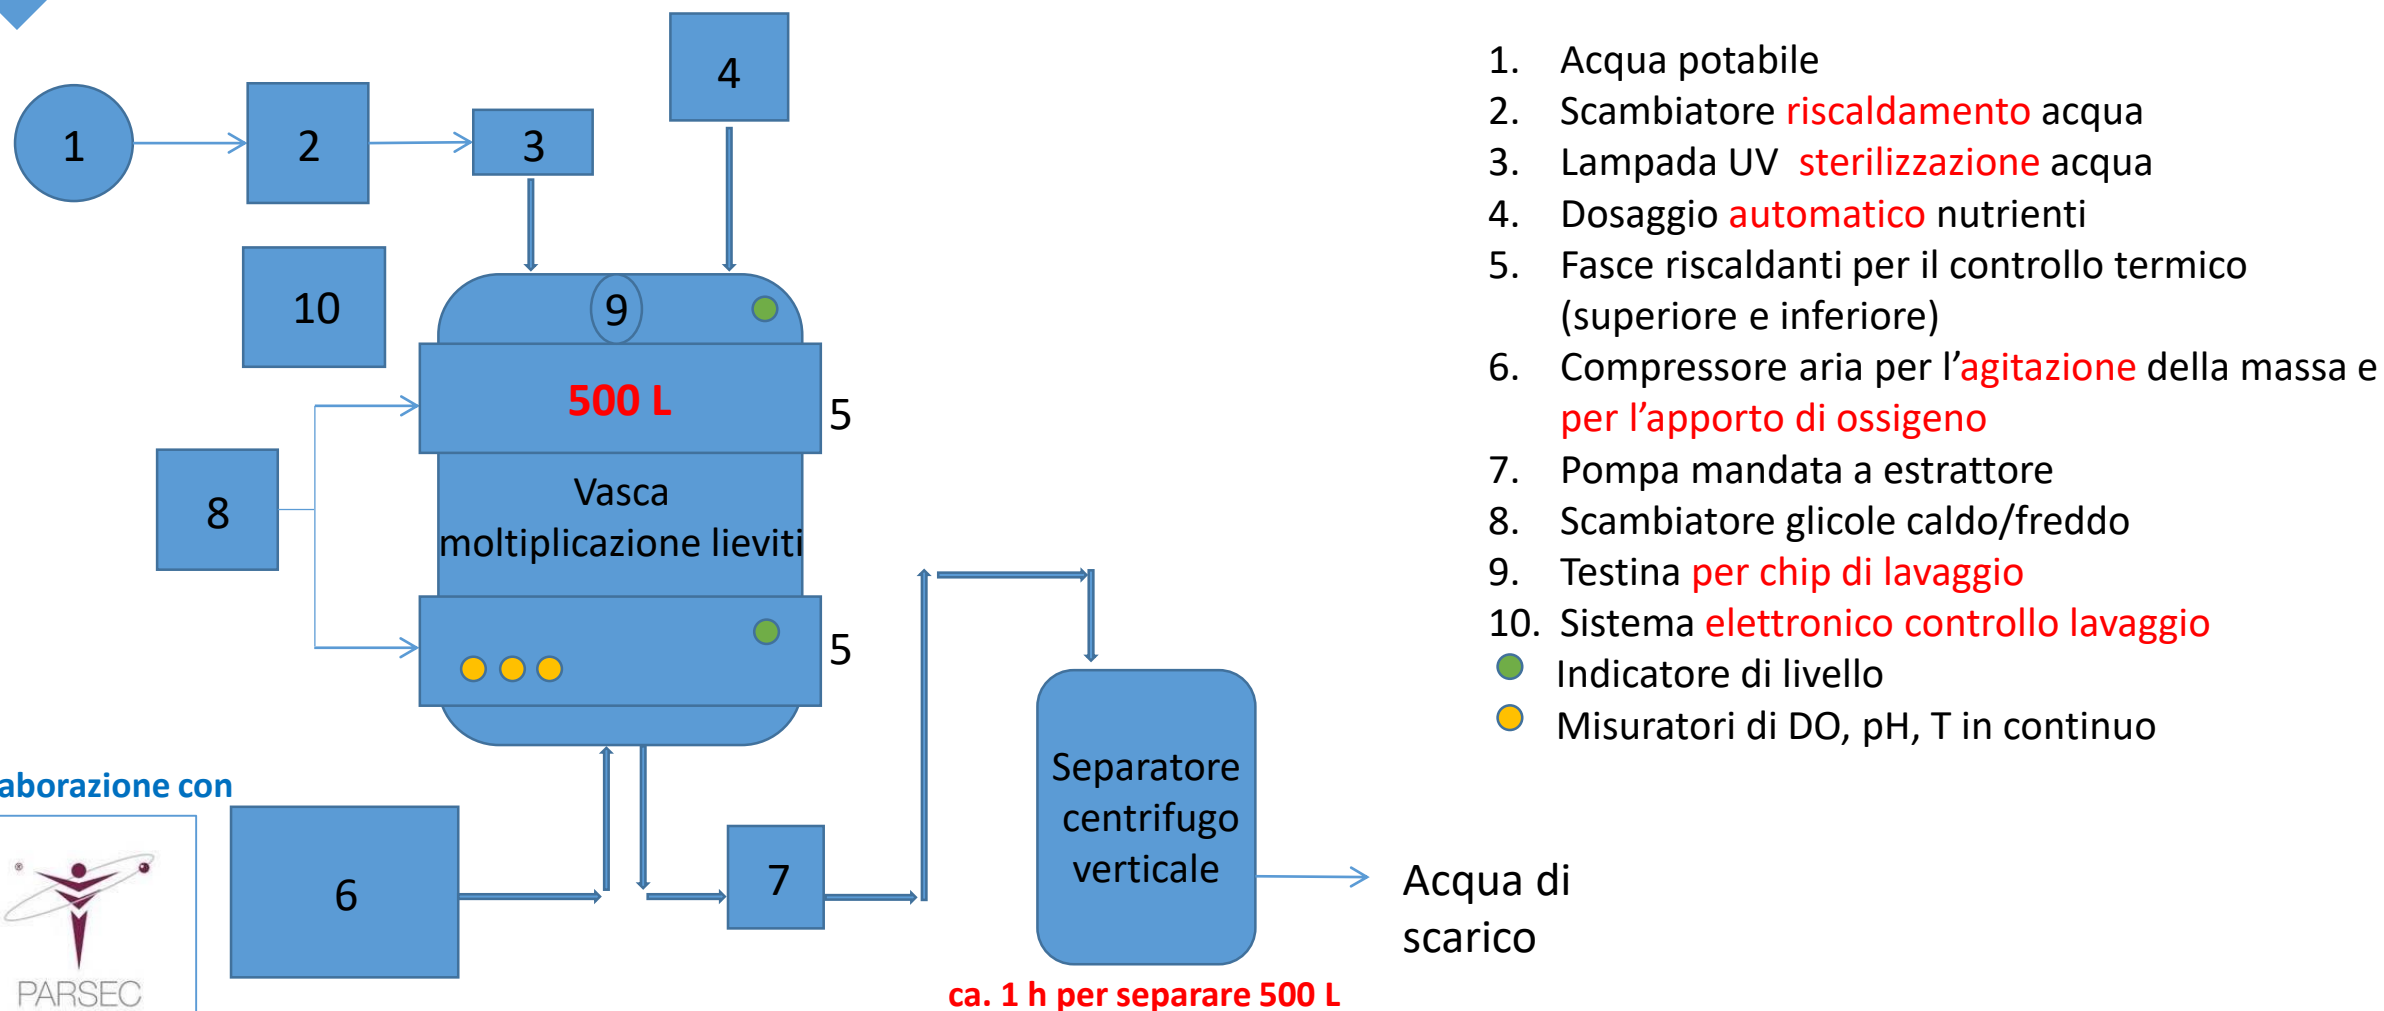 1
2
3
4
10
9
500 L
5
8
Vasca
moltiplicazione lieviti
5
6
7
Separatore
centrifugo
verticale
Acqua di
scarico
ca. 1 h per separare 500 L
aborazione con
®
PARSEC
1. Acqua potabile
2. Scambiatore riscaldamento acqua
3. Lampada UV sterilizzazione acqua
4. Dosaggio automatico nutrienti
5. Fasce riscaldanti per il controllo termico
(superiore e inferiore)
6. Compressore aria per l’agitazione della massa e
per l’apporto di ossigeno
7. Pompa mandata a estrattore
8. Scambiatore glicole caldo/freddo
9. Testina per chip di lavaggio
10. Sistema elettronico controllo lavaggio
Indicatore di livello
Misuratori di DO, pH, T in continuo